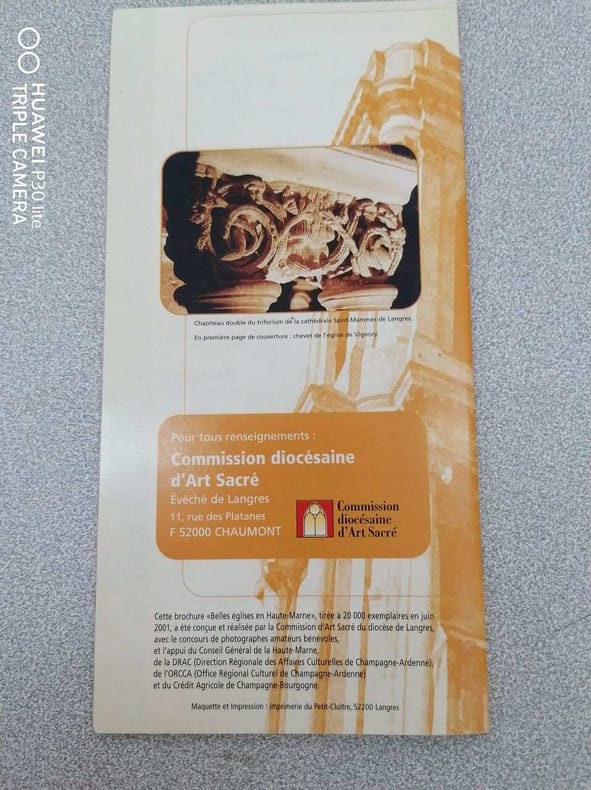 HUAWEI P30 lite
TRIPLE CAMERA
Chapiteau double du triforium de la cathédrale Saint-Mammès de Langres.
En première page de couverture : chevet de l'église de Vignory.
Pour tous renseignements :
Commission diocésaine
d'Art Sacré
Évêché de Langres
11, rue des Platanes
F 52000 CHAUMONT
Commission
diocésaine
d'Art Sacré
Cette brochure «Belles églises en Haute-Marne», tirée à 20 000 exemplaires en juin
2001, a été conçue et réalisée par la Commission d'Art Sacré du diocèse de Langres,
avec le concours de photographes amateurs bénévoles,
et l'appui du Conseil Général de la Haute-Marne,
de la DRAC (Direction Régionale des Affaires Culturelles de Champagne-Ardenne),
de l'ORCCA (Office Régional Culturel de Champagne-Ardenne)
et du Crédit Agricole de Champagne-Bourgogne.
Maquette et Impression : Imprimerie du Petit-Cloître, 52200 Langres